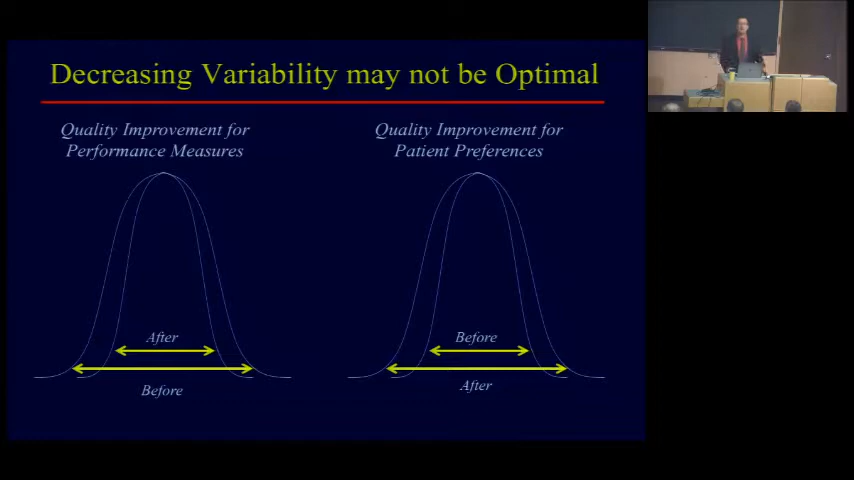 Decreasing Variability may not be Optimal
Quality Improvement for
Performance Measures
Quality Improvement for
Patient Preferences
After
Before
Before
After